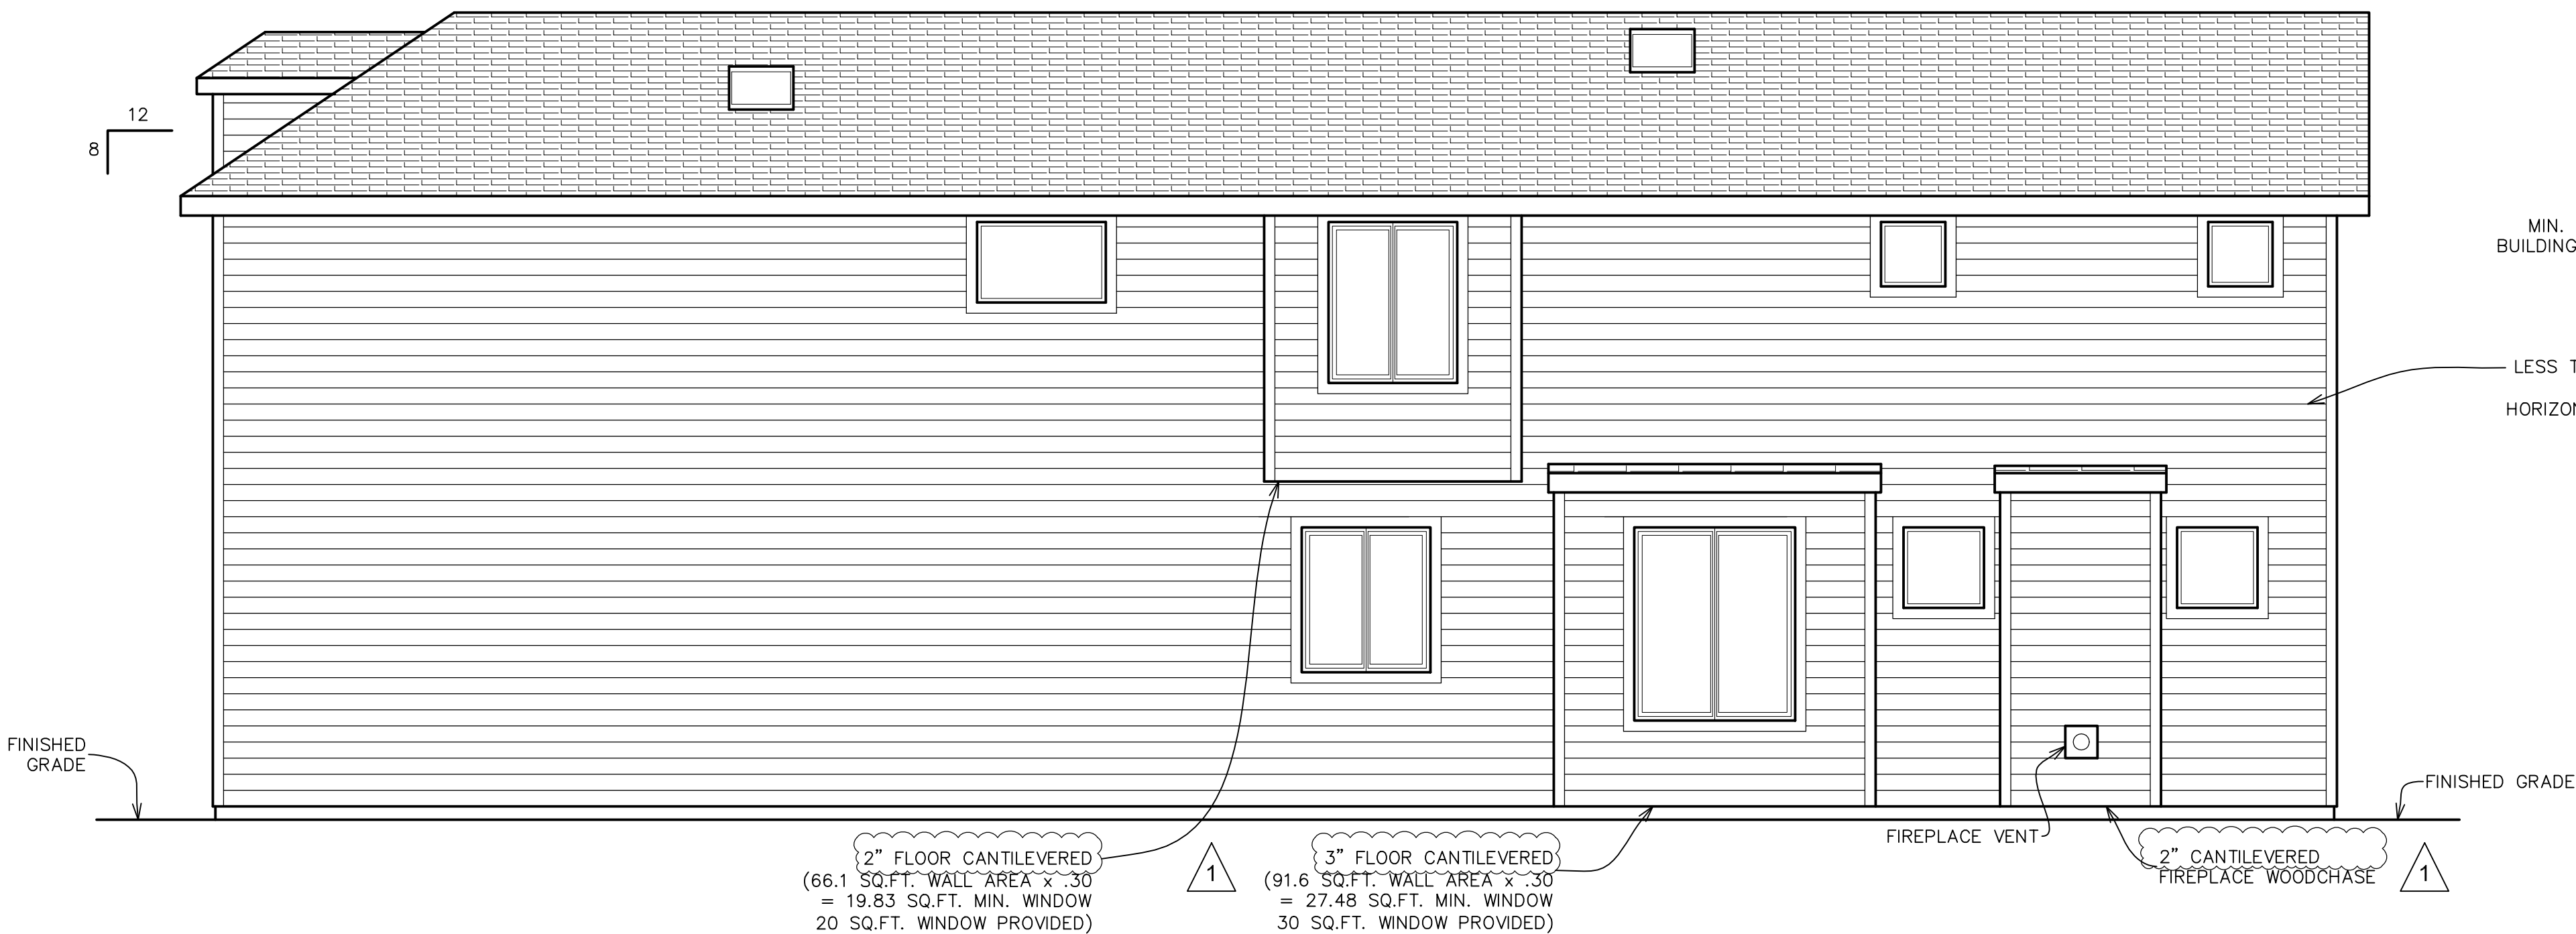 12
8
MIN.
BUILDING
LESS T
HORIZON
FINISHED
GRADE
FINISHED GRADE
FIREPLACE VENT
2” FLOOR CANTILEVERED
(66.1 SQ.FT. WALL AREA x .30
= 19.83 SQ.FT. MIN. WINDOW
20 SQ.FT. WINDOW PROVIDED)
1
3” FLOOR CANTILEVERED
(91.6 SQ.FT. WALL AREA x .30
= 27.48 SQ.FT. MIN. WINDOW
30 SQ.FT. WINDOW PROVIDED)
2” CANTILEVERED
FIREPLACE WOODCHASE
1